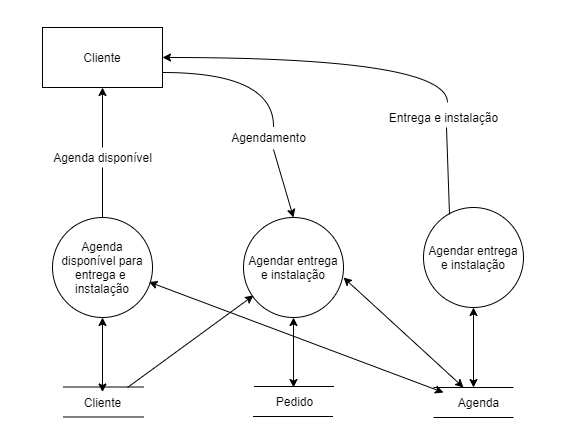 Cliente
Entrega e instalação
Agendamento
Agenda disponível
Agenda
disponível para
entrega e
instalação
Agendar entrega
e instalação
Agendar entrega
e instalação
Cliente
Pedido
Agenda